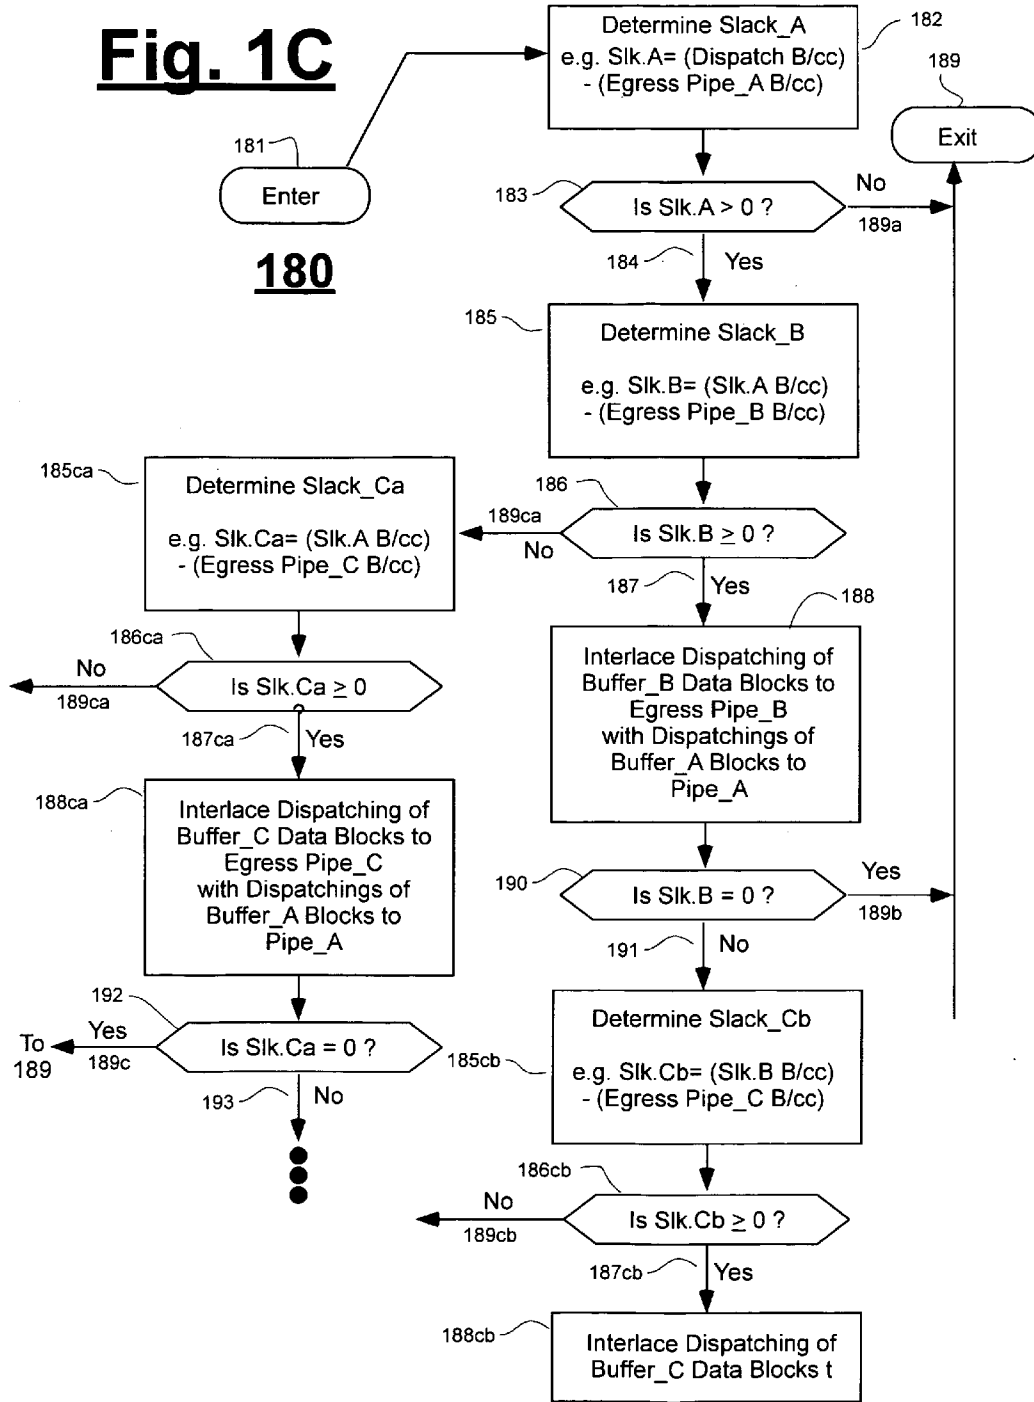 Fig. 1C
180
181
Enter
Determine Slack_A
e.g. Slk.A= (Dispatch B/cc)
- (Egress Pipe_A B/cc)
182
189
Exit
183
Is Slk.A > 0 ?
No
189a
184
Yes
185
Determine Slack_B
e.g. Slk.B= (Slk.A B/cc)
- (Egress Pipe_B B/cc)
186
Is Slk.B ≥ 0 ?
189ca
No
187
Yes
188
Interlace Dispatching of
Buffer_B Data Blocks to
Egress Pipe_B
with Dispatchings of
Buffer_A Blocks to
Pipe_A
190
Is Slk.B = 0 ?
Yes
189b
191
No
185cb
Determine Slack_Cb
e.g. Slk.Cb= (Slk.B B/cc)
- (Egress Pipe_C B/cc)
186cb
Is Slk.Cb ≥ 0 ?
No
189cb
187cb
Yes
188cb
Interlace Dispatching of
Buffer_C Data Blocks t
185ca
Determine Slack_Ca
e.g. Slk.Ca= (Slk.A B/cc)
- (Egress Pipe_C B/cc)
186ca
Is Slk.Ca ≥ 0
No
189ca
187ca
Yes
188ca
Interlace Dispatching of
Buffer_C Data Blocks to
Egress Pipe_C
with Dispatchings of
Buffer_A Blocks to
Pipe_A
192
Is Slk.Ca = 0 ?
Yes
189c
To
189
193
No